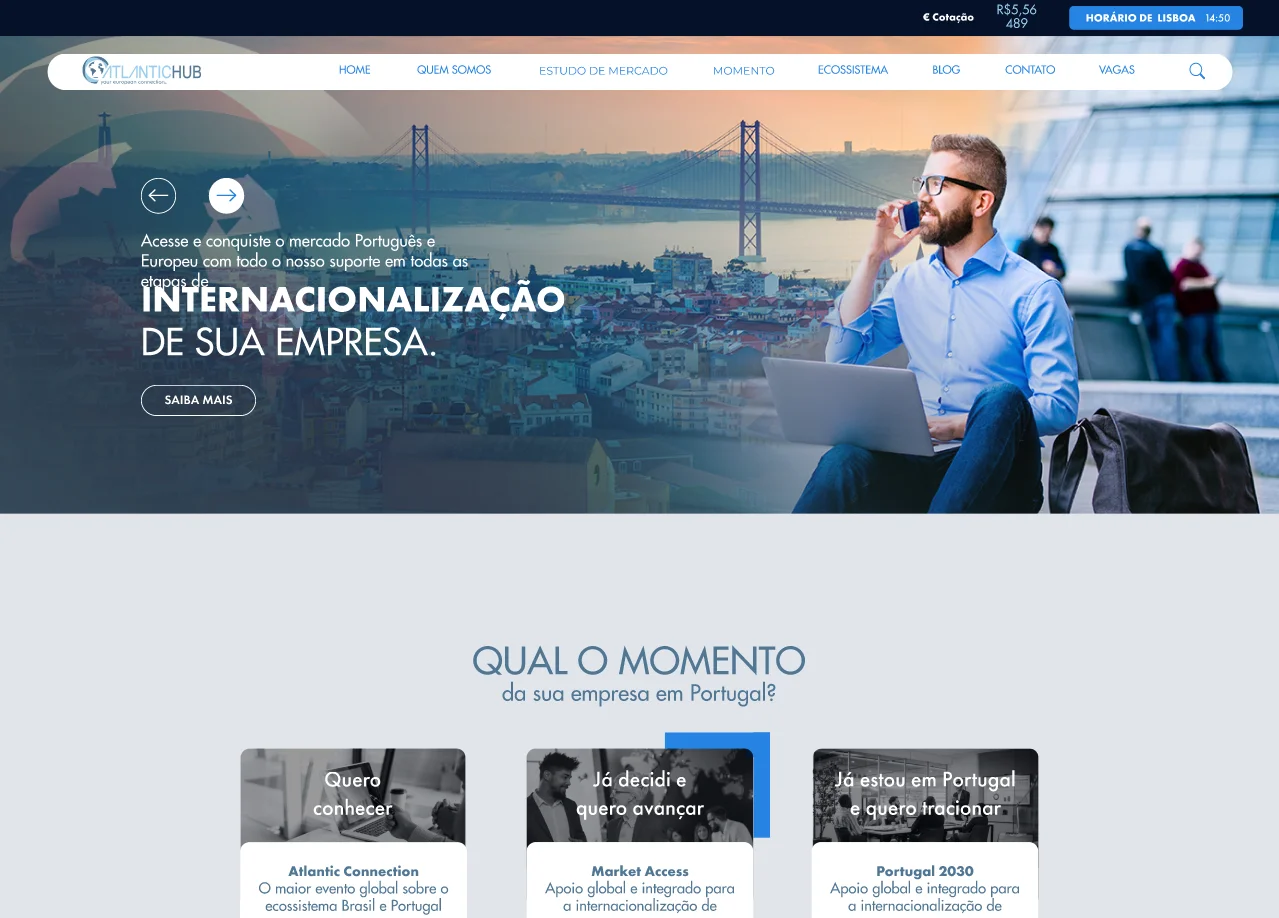 € Cotação
R$5,56
489
HORÁRIO DE LISBOA 14:50
ATLANTICHUB
your european connection.
HOME
QUEM SOMOS
ESTUDO DE MERCADO
MOMENTO
ECOSSISTEMA
BLOG
CONTATO
VAGAS
Acesse e conquiste o mercado Português e
Europeu com todo o nosso suporte em todas as
etapas de
INTERNACIONALIZAÇÃO
DE SUA EMPRESA.
SAIBA MAIS
QUAL O MOMENTO
da sua empresa em Portugal?
Quero
conhecer
Atlantic Connection
O maior evento global sobre o
ecossistema Brasil e Portugal
Já decidi e
quero avançar
Market Access
Apoio global e integrado para
a internacionalização de
Já estou em Portugal
e quero tracionar
Portugal 2030
Apoio global e integrado para
a internacionalização de